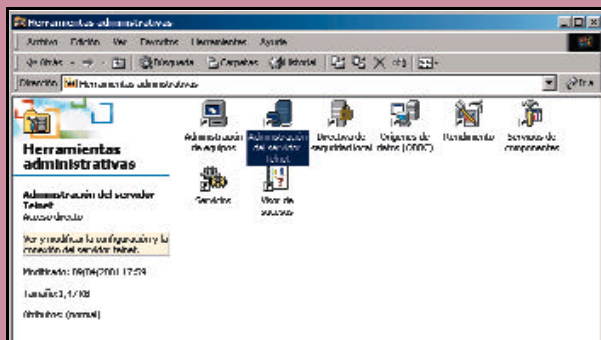 Herramientas administrativas
Archivo Edición Ver Favoritos Herramientas Ayuda
Atrás Búsqueda Carpetas Historial
Dirección Herramientas administrativas Ir a
Herramientas
administrativas
Administración del servidor
Telnet
Acceso directo
Ver y modificar la configuración y la
conexión del servidor telnet.
Modificado: 09/04/2001 17:59
Tamaño: 1,47 KB
Atributos: (normal)
Administración
de equipos
Administración
del servidor
Telnet
Directiva de
seguridad local
Orígenes de
datos (ODBC)
Rendimiento
Servicios de
componentes
Servicios
Visor de
sucesos